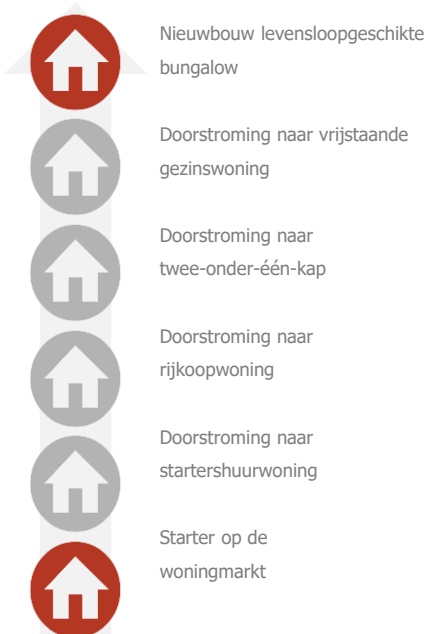 Nieuwbouw levensloopgeschikte
bungalow
Doorstroming naar vrijstaande
gezinswoning
Doorstroming naar
twee-onder-één-kap
Doorstroming naar
rijkoopwoning
Doorstroming naar
startershuurwoning
Starter op de
woningmarkt